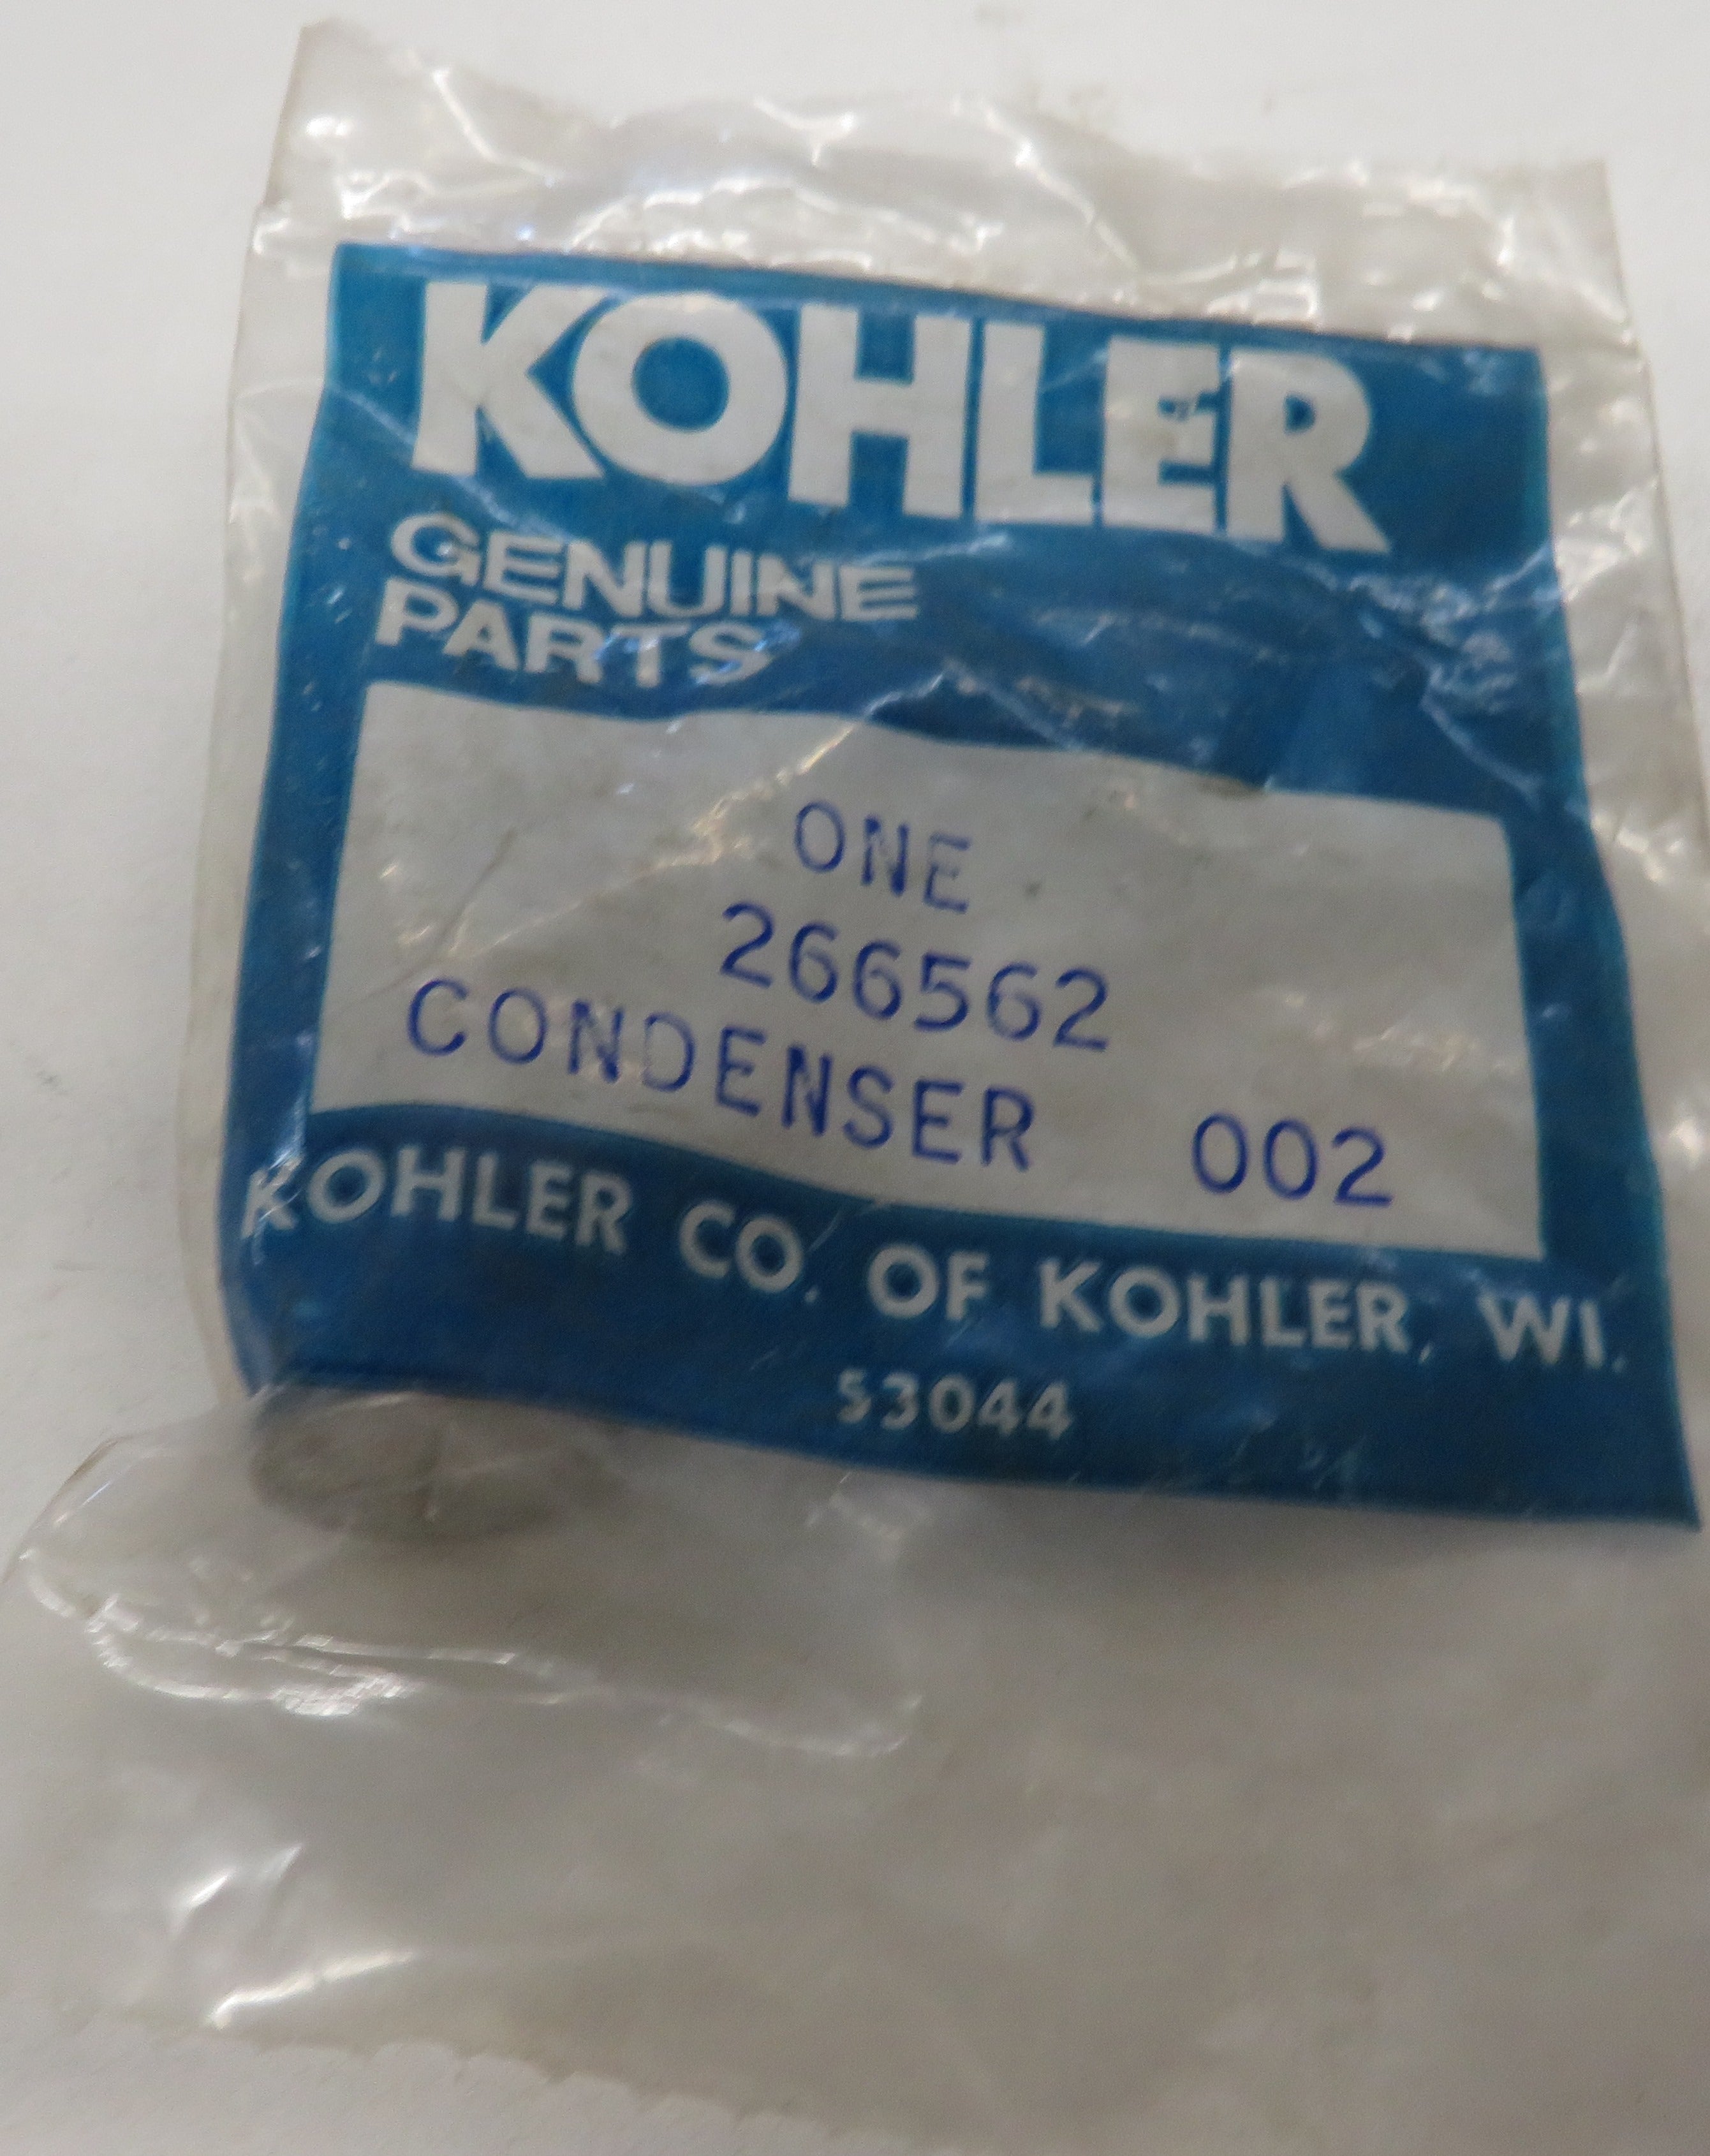 KOHLER
GENUINE
PARTS
ONE
266562
CONDENSER 002
KOHLER CO. OF KOHLER, WI.
53044